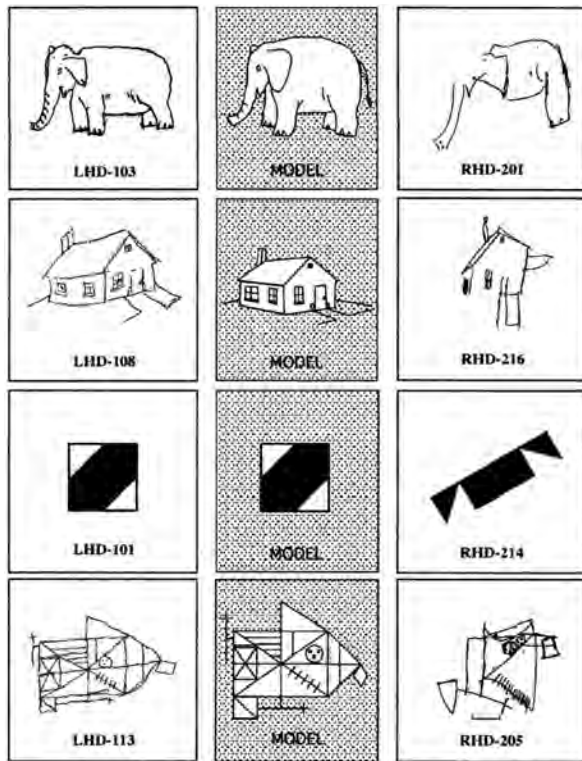 LHD-103 MODEL RHD-201
LHD-108 MODEL RHD-216
LHD-101 MODEL RHD-214
LHD-113 MODEL RHD-205